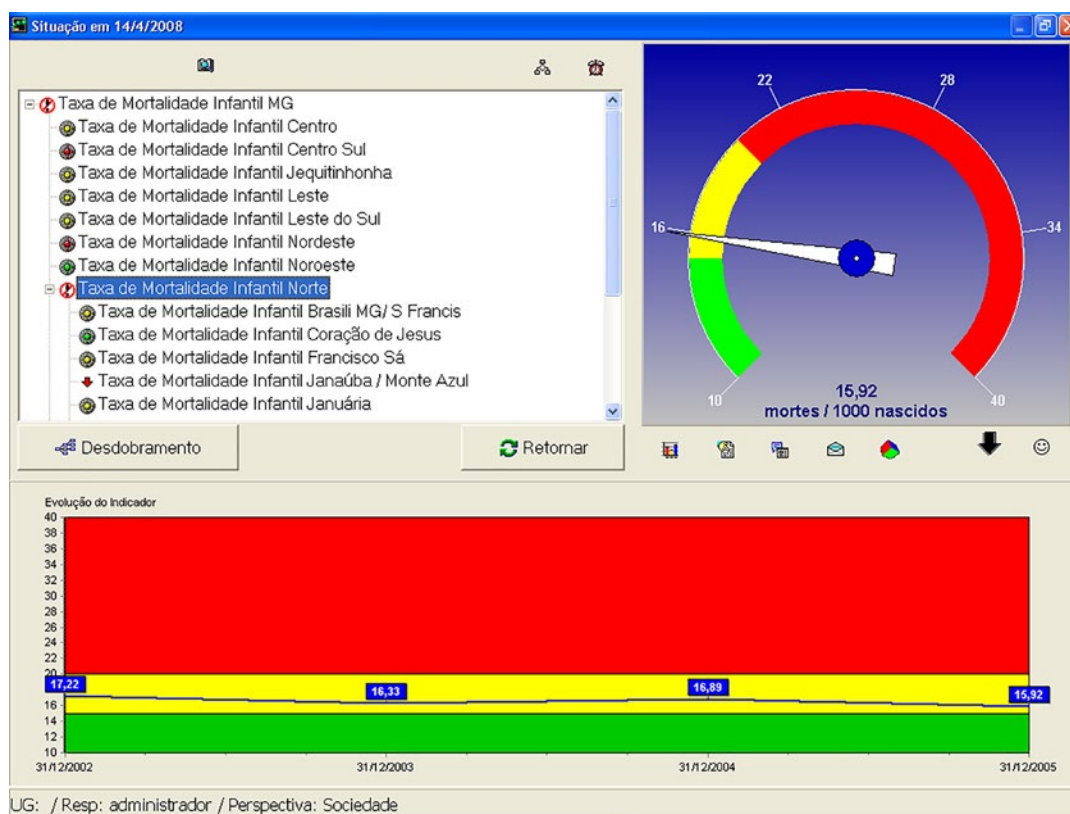 Situação em 14/4/2008
Taxa de Mortalidade Infantil MG
Taxa de Mortalidade Infantil Centro
Taxa de Mortalidade Infantil Centro Sul
Taxa de Mortalidade Infantil Jequitinhonha
Taxa de Mortalidade Infantil Leste
Taxa de Mortalidade Infantil Leste do Sul
Taxa de Mortalidade Infantil Nordeste
Taxa de Mortalidade Infantil Noroeste
Taxa de Mortalidade Infantil Norte
Taxa de Mortalidade Infantil Brasili MG/ S Francis
Taxa de Mortalidade Infantil Coração de Jesus
Taxa de Mortalidade Infantil Francisco Sá
Taxa de Mortalidade Infantil Janaúba / Monte Azul
Taxa de Mortalidade Infantil Januária
Desdobramento
Retornar
22
28
16
34
10
40
15,92
mortes / 1000 nascidos
Evolução do Indicador
40
38
36
34
32
30
28
26
24
22
20
16
14
12
10
17,22
16,33
16,89
15,92
31/12/2002
31/12/2003
31/12/2004
31/12/2005
UG: / Resp: administrador / Perspectiva: Sociedade